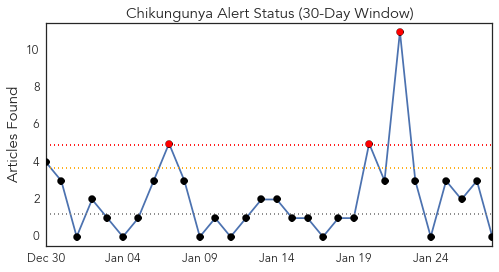 Chikungunya Alert Status (30-Day Window)
Articles Found
10
8
6
4
2
0
Dec 30
Jan 04
Jan 09
Jan 14
Jan 19
Jan 24